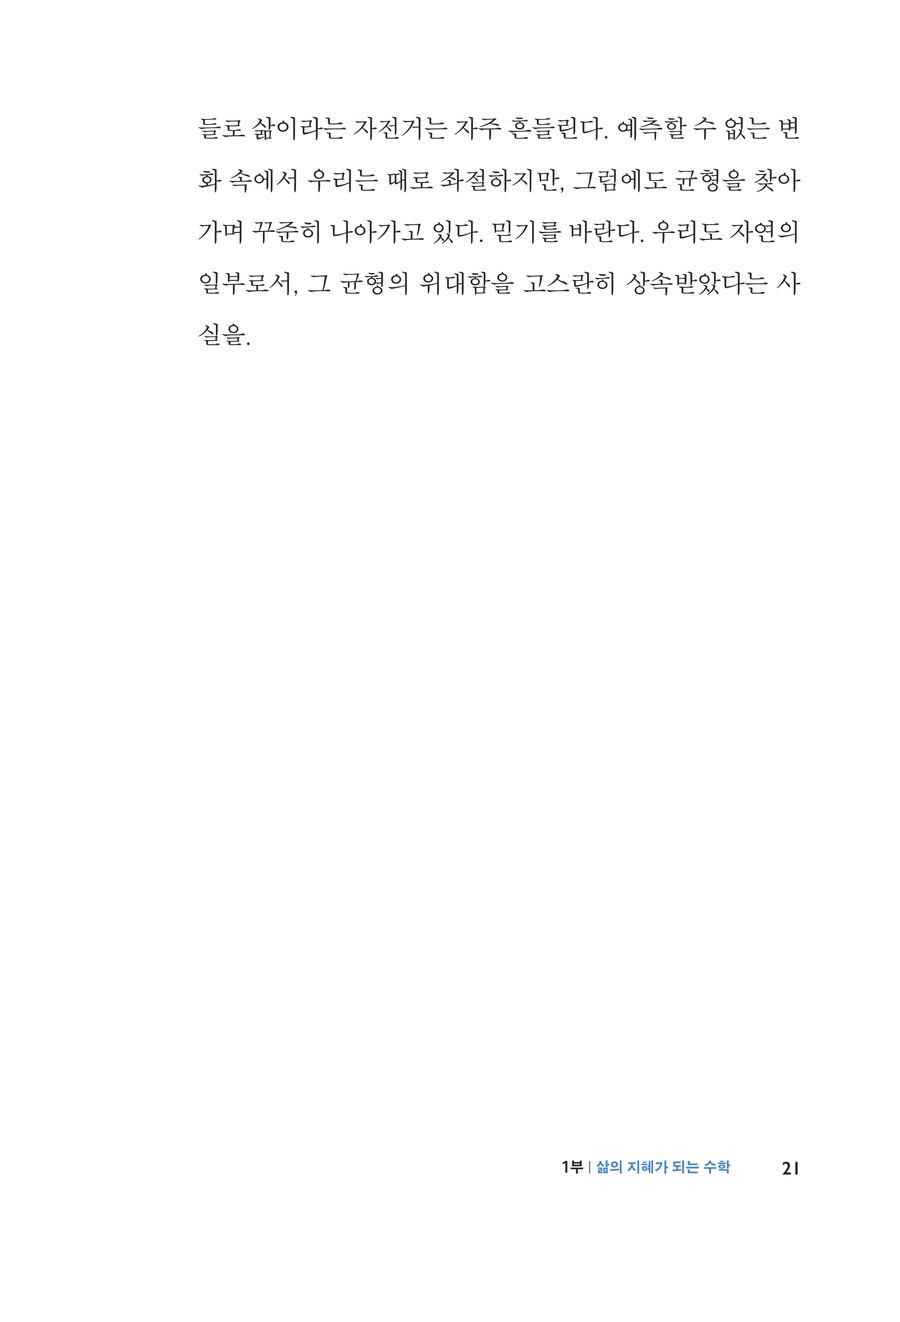 들로 삶이라는 자전거는 자주 흔들린다. 예측할 수 없는 변
화 속에서 우리는 때로 좌절하지만, 그럼에도 균형을 찾아
가며 꾸준히 나아가고 있다. 믿기를 바란다. 우리도 자연의
일부로서, 그 균형의 위대함을 고스란히 상속받았다는 사
실을.
1부 | 삶의 지혜가 되는 수학 21